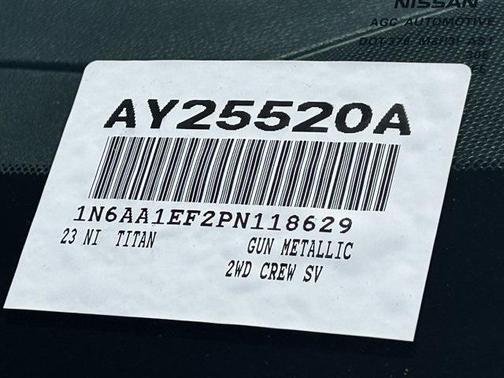 NISSAN
AGC AUTOMOTIVE
AY25520A
1N6AA1EF2PN118629
23 NI TITAN GUN METALLIC
2WD CREW SV